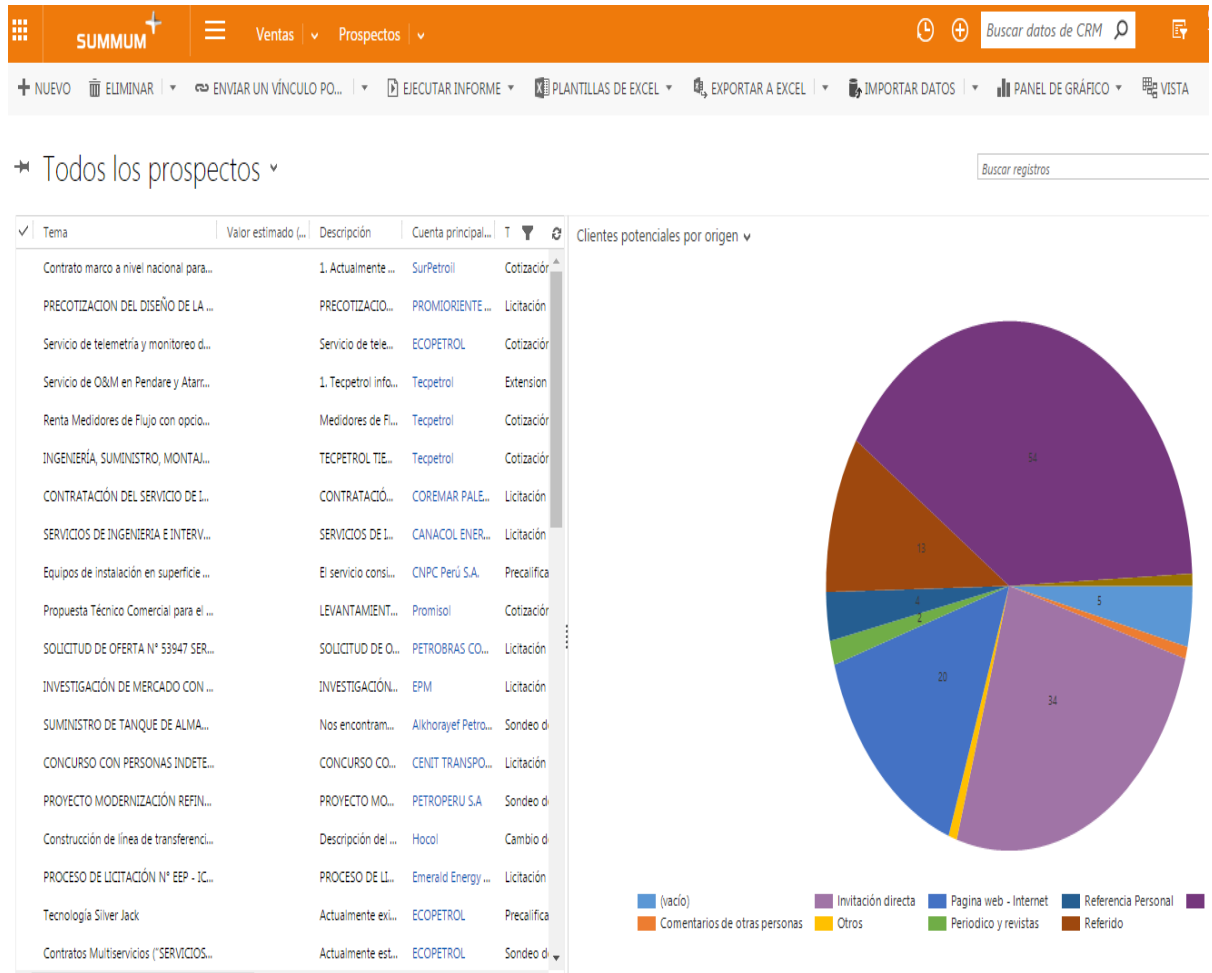 SUMMUM
Ventas Prospectos Buscar datos de CRM
NUEVO ELIMINAR ENVIAR UN VÍNCULO PO... EJECUTAR INFORME PLANTILLAS DE EXCEL EXPORTAR A EXCEL IMPORTAR DATOS PANEL DE GRÁFICO VISTA
Todos los prospectos
Buscar registros
Tema Valor estimado (... Descripción Cuenta principal... T
Contrato marco a nivel nacional para... 1. Actualmente ... SurPetroil Cotización
PRECOTIZACION DEL DISEÑO DE LA ... PRECOTIZACIO... PROMIORIENTE ... Licitación
Servicio de telemetría y monitoreo d... Servicio de tele... ECOPETROL Cotización
Servicio de O&M en Pendare y Atarr... 1. Tecpetrol info... Tecpetrol Extension
Renta Medidores de Flujo con opcio... Medidores de Fl... Tecpetrol Cotización
INGENIERÍA, SUMINISTRO, MONTAJ... TECPETROL TIE... Tecpetrol Cotización
CONTRATACIÓN DEL SERVICIO DE I... CONTRATACIÓ... COREMAR PALE... Licitación
SERVICIOS DE INGENIERIA E INTERV... SERVICIOS DE I... CANACOL ENER... Licitación
Equipos de instalación en superficie ... El servicio consi... CNPC Perú S.A. Precalifica
Propuesta Técnico Comercial para el ... LEVANTAMIENT... Promisol Cotización
SOLICITUD DE OFERTA N° 53947 SER... SOLICITUD DE O... PETROBRAS CO... Licitación
INVESTIGACIÓN DE MERCADO CON ... INVESTIGACIÓN... EPM Licitación
SUMINISTRO DE TANQUE DE ALMA... Nos encontram... Alkhorayef Petro... Sondeo d
CONCURSO CON PERSONAS INDETE... CONCURSO CO... CENIT TRANSPO... Licitación
PROYECTO MODERNIZACIÓN REFIN... PROYECTO MO... PETROPERU S.A Sondeo d
Construcción de línea de transferenci... Descripción del ... Hocol Cambio d
PROCESO DE LICITACIÓN N° EEP - IC... PROCESO DE LI... Emerald Energy ... Licitación
Tecnología Silver Jack Actualmente exi... ECOPETROL Precalifica
Contratos Multiservicios ("SERVICIOS... Actualmente est... ECOPETROL Sondeo d
Clientes potenciales por origen
54
13
4
5
2
20
34
(vacío) Invitación directa Pagina web - Internet Referencia Personal
Comentarios de otras personas Otros Periodico y revistas Referido